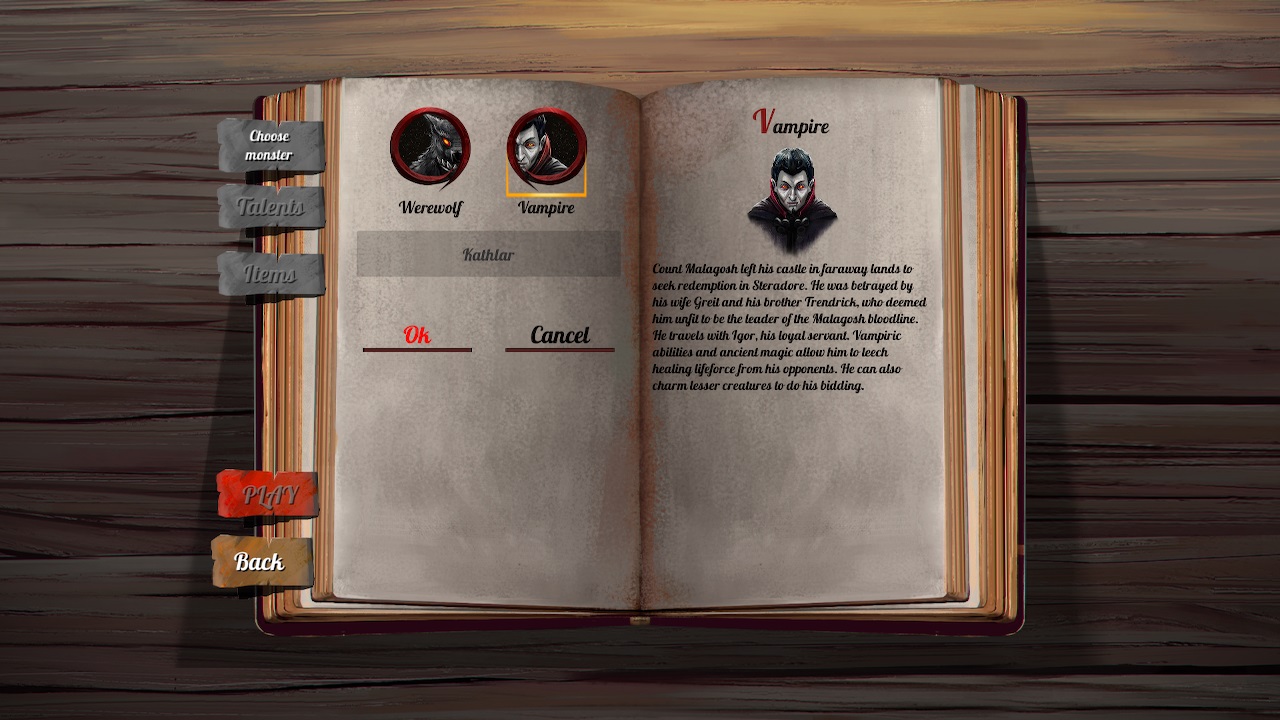 Choose
monster
Talents
Items
PLAY
Back
Werewolf
Vampire
Kathlar
Ok
Cancel
Vampire
Count Malagosh left his castle in faraway lands to
seek redemption in Steradore. He was betrayed by
his wife Greil and his brother Trendrick, who deemed
him unfit to be the leader of the Malagosh bloodline.
He travels with Igor, his loyal servant. Vampiric
abilities and ancient magic allow him to leech
healing lifeforce from his opponents. He can also
charm lesser creatures to do his bidding.